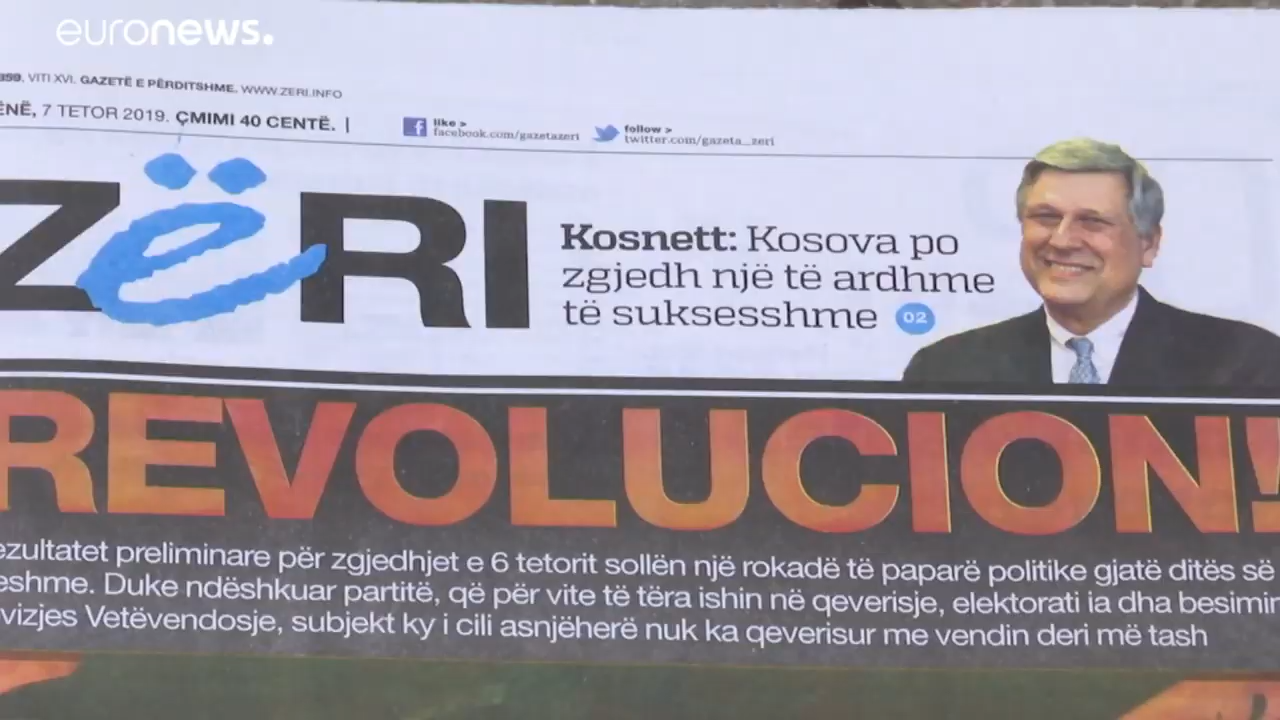 euronews.
VITI XVI. GAZETË E PËRDITSHME. WWW.ZERI.INFO
7 TETOR 2019. ÇMIMI 40 CENTË. |
like >
facebook.com/gazetazeri
follow >
twitter.com/gazeta_zeri
ZëRI
Kosnett: Kosova po
zgjedh një të ardhme
të suksesshme 02
REVOLUCION!
ezultatet preliminare për zgjedhjet e 6 tetorit sollën një rokadë të paparë politike gjatë ditës së
eshme. Duke ndëshkuar partitë, që për vite të tëra ishin në qeverisje, elektorati ia dha besimin
vizjes Vetëvendosje, subjekt ky i cili asnjëherë nuk ka qeverisur me vendin deri më tash